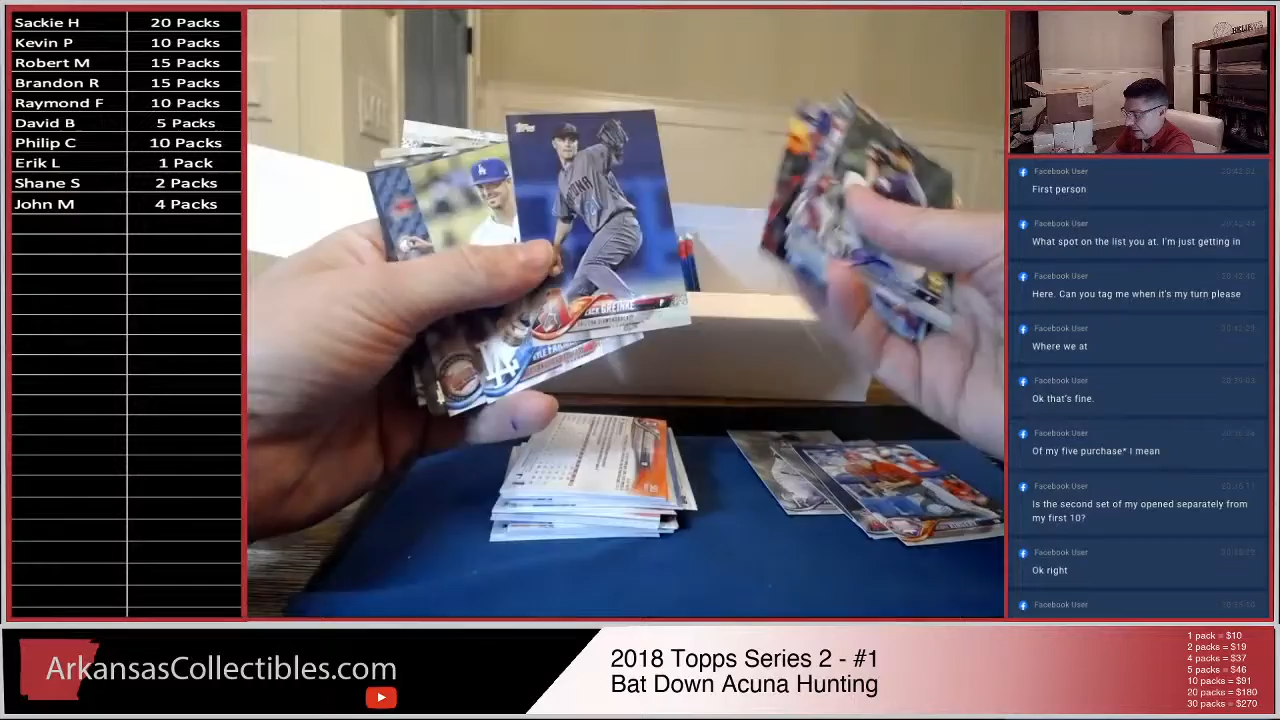 Sackie H 20 Packs
Kevin P 10 Packs
Robert M 15 Packs
Brandon R 15 Packs
Raymond F 10 Packs
David B 5 Packs
Philip C 10 Packs
Erik L 1 Pack
Shane S 2 Packs
John M 4 Packs
Topps
LA
Facebook User
First person
Facebook User
What spot on the list you at. I'm just getting in
Facebook User
Here. Can you tag me when it's my turn please
Facebook User
Where we at
Facebook User
Ok that's fine.
Facebook User
Of my five purchase* I mean
Facebook User
Is the second set of my opened separately from
my first 10?
Facebook User
Ok right
Facebook User
ArkansasCollectibles.com
2018 Topps Series 2 - #1
Bat Down Acuna Hunting
1 pack = $10
2 packs = $19
4 packs = $37
5 packs = $46
10 packs = $91
20 packs = $180
30 packs = $270